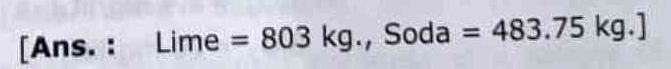 [Ans. : Lime = 803 kg., Soda = 483.75 kg.]